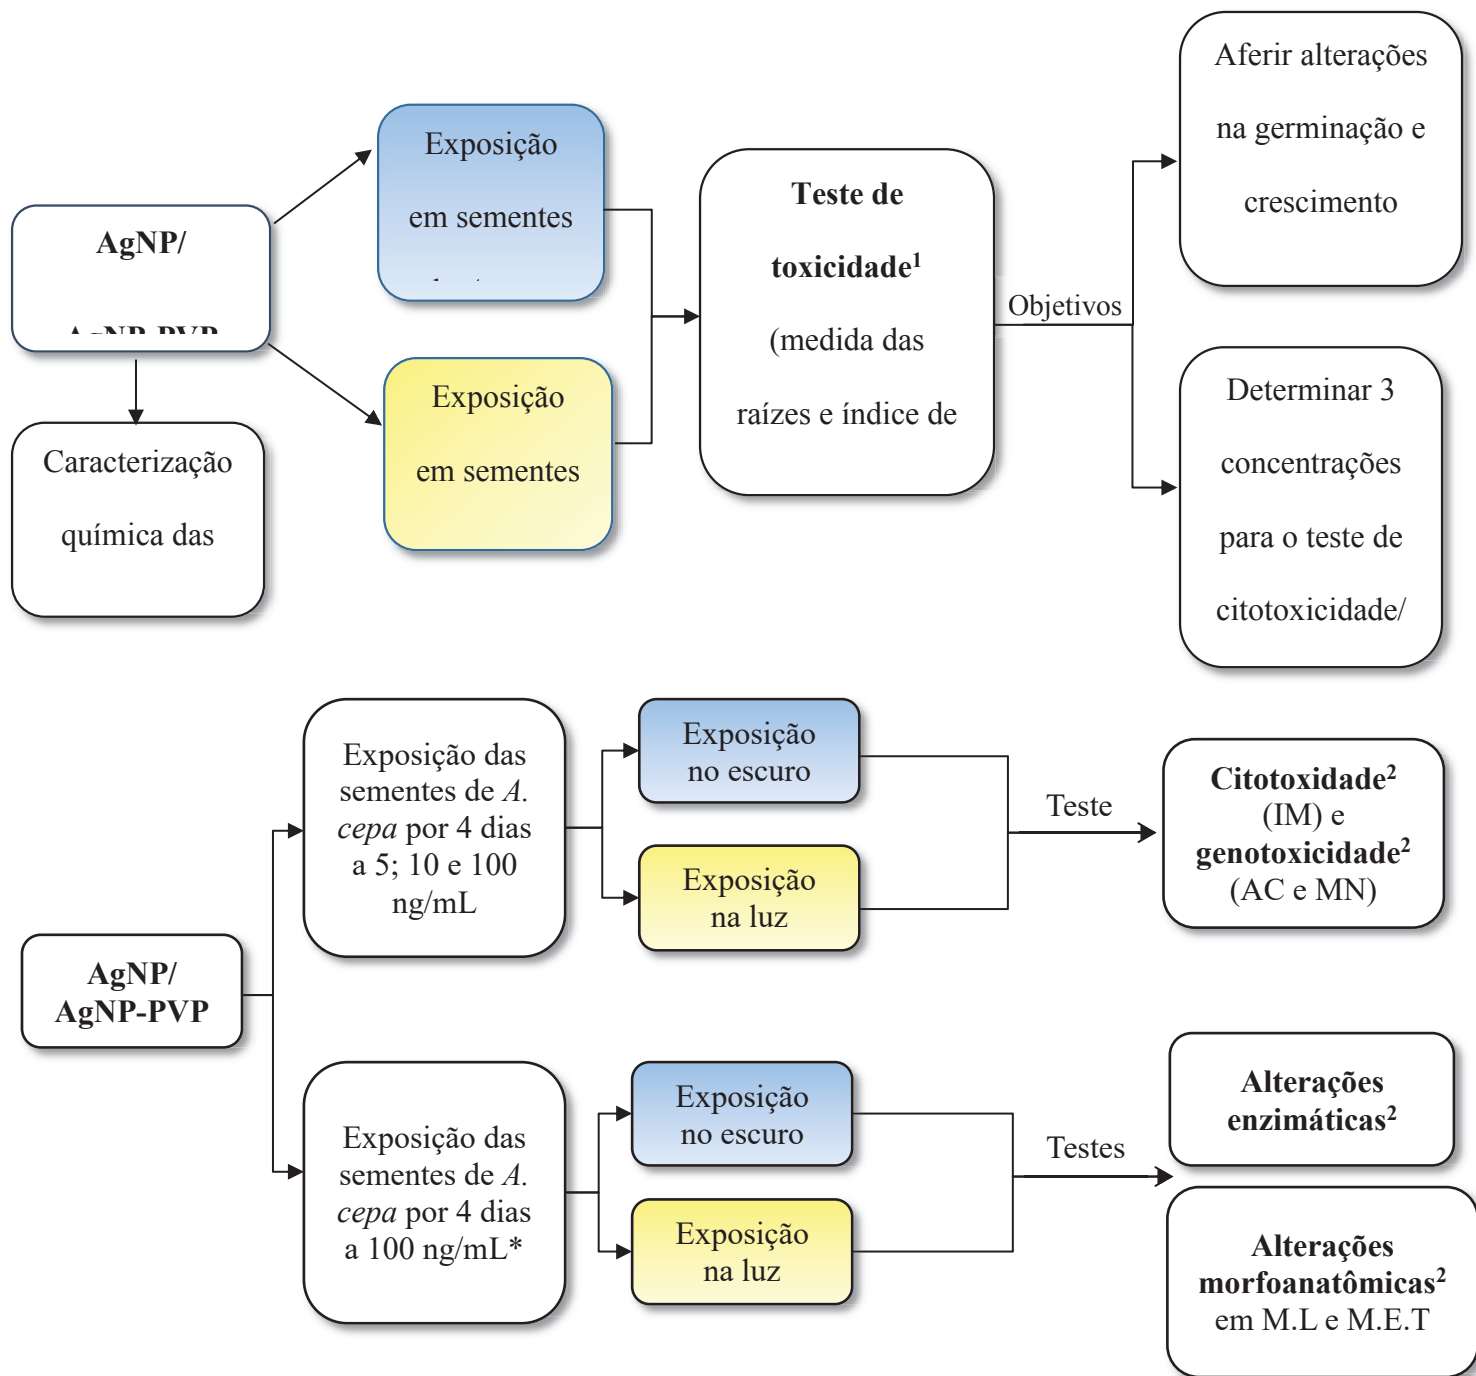 AgNP/
AgNP-PVP
Caracterização
química das
Exposição
em sementes
Exposição
em sementes
Teste de
toxicidade¹
(medida das
raízes e índice de
Objetivos
Aferir alterações
na germinação e
crescimento
Determinar 3
concentrações
para o teste de
citotoxicidade/
AgNP/
AgNP-PVP
Exposição das
sementes de A.
cepa por 4 dias
a 5; 10 e 100
ng/mL
Exposição
no escuro
Exposição
na luz
Teste
Citotoxidade²
(IM) e
genotoxicidade²
(AC e MN)
Exposição das
sementes de A.
cepa por 4 dias
a 100 ng/mL*
Exposição
no escuro
Exposição
na luz
Testes
Alterações
enzimáticas²
Alterações
morfoanatômicas²
em M.L e M.E.T